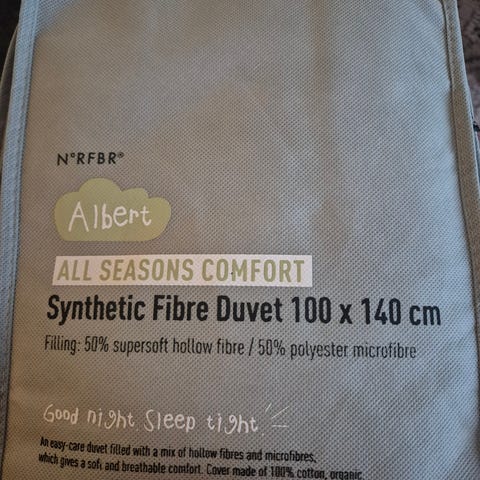 N°RFBR®
Albert
ALL SEASONS COMFORT
Synthetic Fibre Duvet 100 x 140 cm
Filling: 50% supersoft hollow fibre / 50% polyester microfibre
Good night, Sleep tight!
An easy-care duvet filled with a mix of hollow fibres and microfibres,
which gives a soft and breathable comfort. Cover made of 100% cotton, organic.